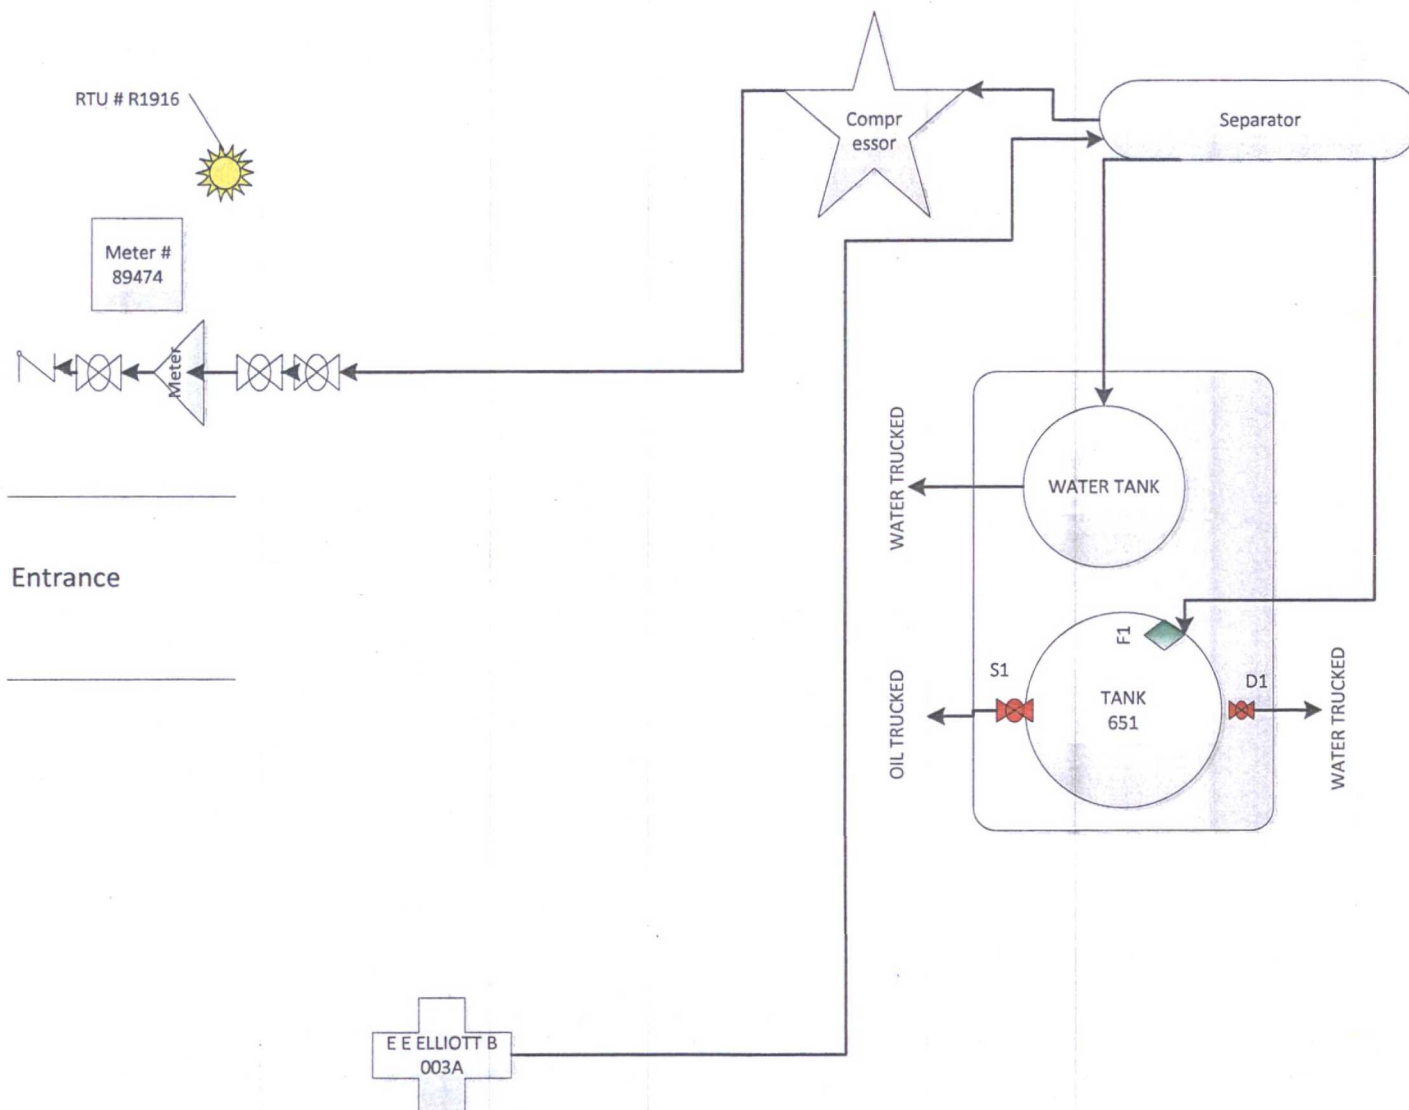 RTU # R1916
Compr
essor
Separator
Meter #
89474
Meter
WATER TRUCKED
WATER TANK
Entrance
F1
S1
TANK
651
D1
OIL TRUCKED
WATER TRUCKED
E E ELLIOTT B
003A